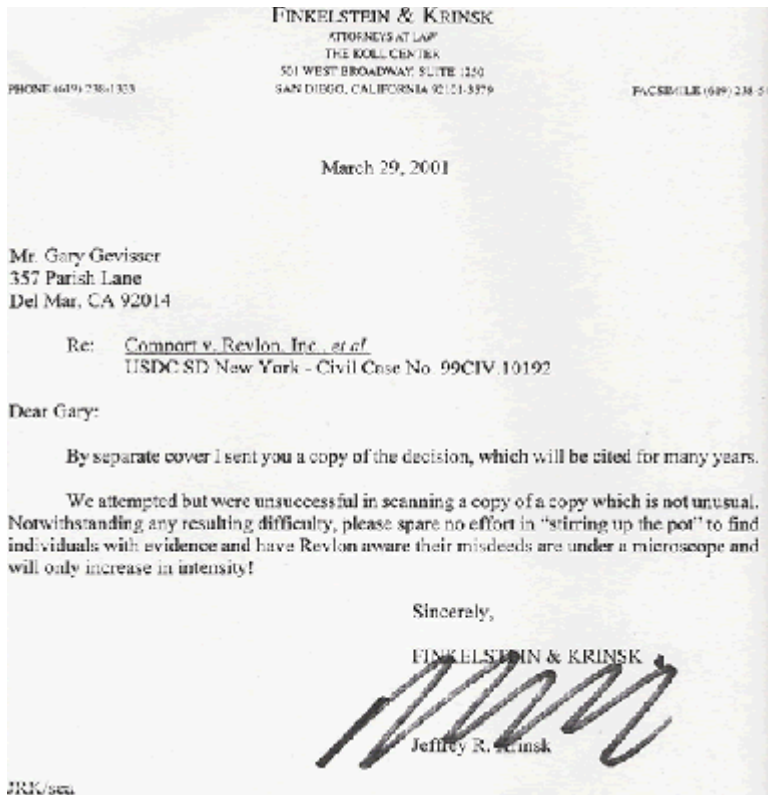 FINKELSTEIN & KRINSK
ATTORNEYS AT LAW
THE KOLL CENTER
501 WEST BROADWAY, SUITE 1250
PHONE (619) 238-1333 SAN DIEGO, CALIFORNIA 92101-3579 FACSIMILE (619) 238-5
March 29, 2001
Mr. Gary Gevisser
357 Parish Lane
Del Mar, CA 92014
Re: Comport v. Revlon, Inc., et al
USDC SD New York - Civil Case No. 99CIV.10192
Dear Gary:
By separate cover I sent you a copy of the decision, which will be cited for many years.
We attempted but were unsuccessful in scanning a copy of a copy which is not unusual.
Notwithstanding any resulting difficulty, please spare no effort in “stirring up the pot” to find
individuals with evidence and have Revlon aware their misdeeds are under a microscope and
will only increase in intensity!
Sincerely,
FINKELSTEIN & KRINSK
Jeffrey R. Krinsk
JRK/sea